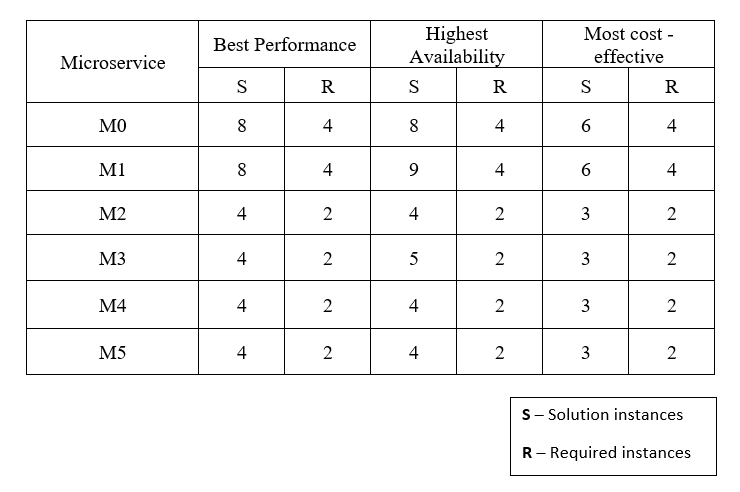 Microservice Best Performance Highest Availability Most cost - effective
S R S R S R
M0 8 4 8 4 6 4
M1 8 4 9 4 6 4
M2 4 2 4 2 3 2
M3 4 2 5 2 3 2
M4 4 2 4 2 3 2
M5 4 2 4 2 3 2
S – Solution instances
R – Required instances